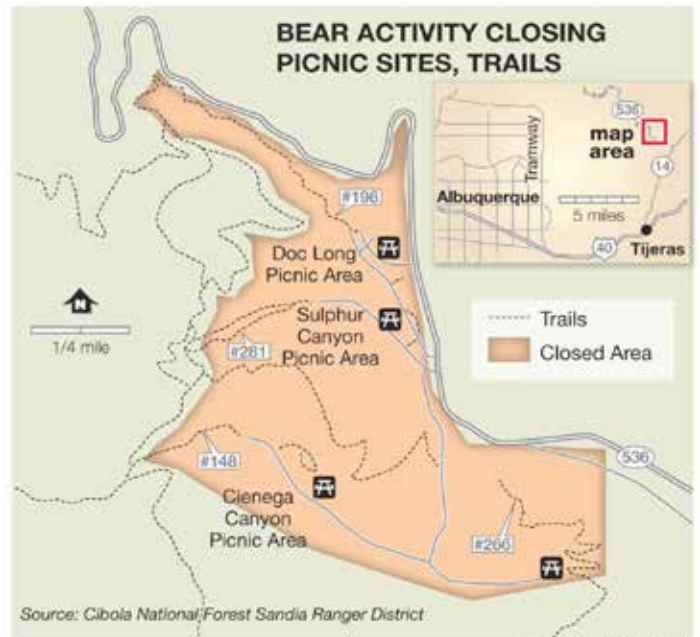 BEAR ACTIVITY CLOSING
PICNIC SITES, TRAILS
536
map
area
14
Tramway
Albuquerque
5 miles
40
Tijeras
#196
Doc Long
Picnic Area
Sulphur
Canyon
Picnic Area
#281
N
1/4 mile
Trails
Closed Area
#148
536
Cienega
Canyon
Picnic Area
#266
Source: Cibola National Forest Sandia Ranger District